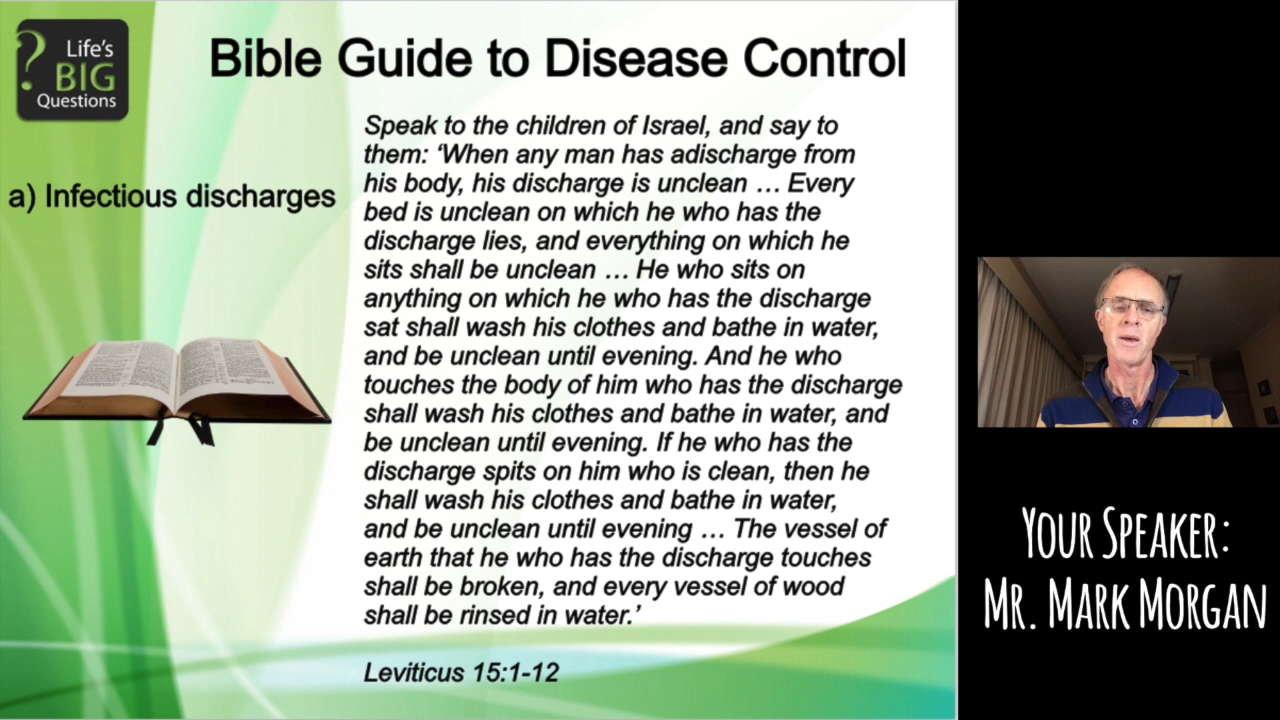 ? Life's
BIG
Questions
Bible Guide to Disease Control
a) Infectious discharges
Speak to the children of Israel, and say to
them: ‘When any man has adischarge from
his body, his discharge is unclean … Every
bed is unclean on which he who has the
discharge lies, and everything on which he
sits shall be unclean … He who sits on
anything on which he who has the discharge
sat shall wash his clothes and bathe in water,
and be unclean until evening. And he who
touches the body of him who has the discharge
shall wash his clothes and bathe in water, and
be unclean until evening. If he who has the
discharge spits on him who is clean, then he
shall wash his clothes and bathe in water,
and be unclean until evening … The vessel of
earth that he who has the discharge touches
shall be broken, and every vessel of wood
shall be rinsed in water.’
Leviticus 15:1-12
Your Speaker:
Mr. Mark Morgan